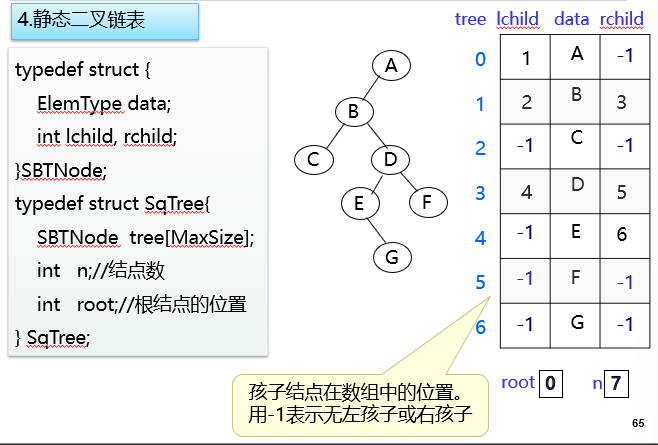 4.静态二叉链表
typedef struct {
ElemType data;
int lchild, rchild;
}SBTNode;
typedef struct SqTree{
SBTNode tree[MaxSize];
int n;//结点数
int root;//根结点的位置
} SqTree;
A
B
C D
E F
G
tree lchild data rchild
0 1 A -1
1 2 B 3
2 -1 C -1
3 4 D 5
4 -1 E 6
5 -1 F -1
6 -1 G -1
root 0 n 7
孩子结点在数组中的位置。
用-1表示无左孩子或右孩子
65